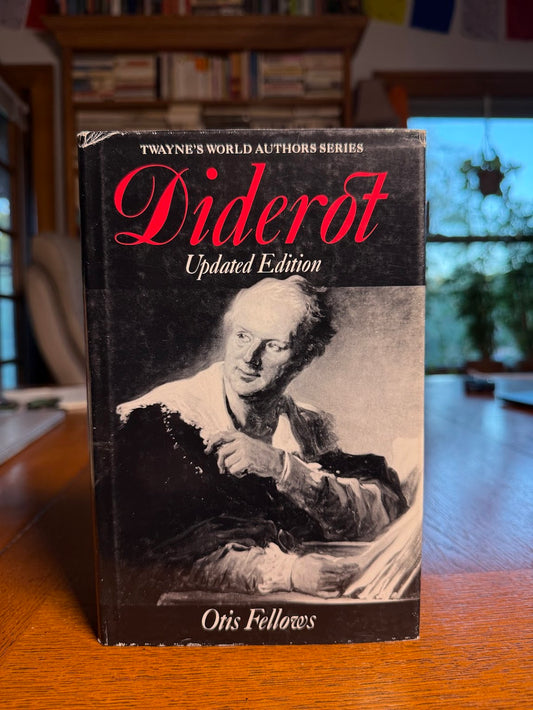 TWAYNE'S WORLD AUTHORS SERIES
Diderot
Updated Edition
Otis Fellows